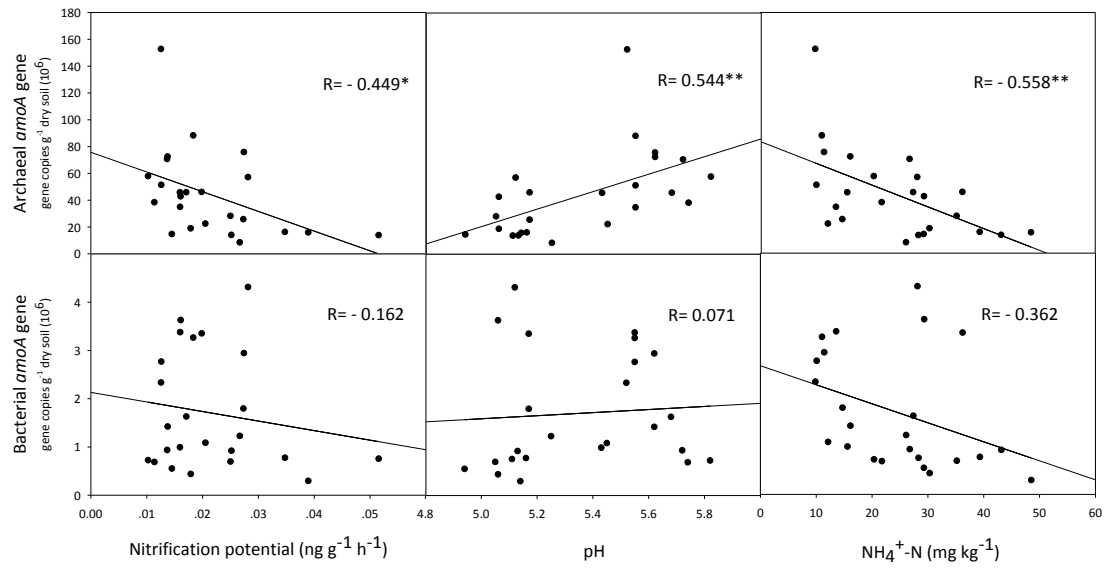 180
160
140
120
100
80
60
40
20
0
Archaeal amoA gene
gene copies g⁻¹ dry soil (10⁶)
R= - 0.449*
R= 0.544**
R= - 0.558**
4
3
2
1
0
Bacterial amoA gene
gene copies g⁻¹ dry soil (10⁶)
R= - 0.162
R= 0.071
R= - 0.362
0.00 .01 .02 .03 .04 .05 4.8 5.0 5.2 5.4 5.6 5.8 0 10 20 30 40 50 60
Nitrification potential (ng g⁻¹ h⁻¹) pH NH₄⁺-N (mg kg⁻¹)